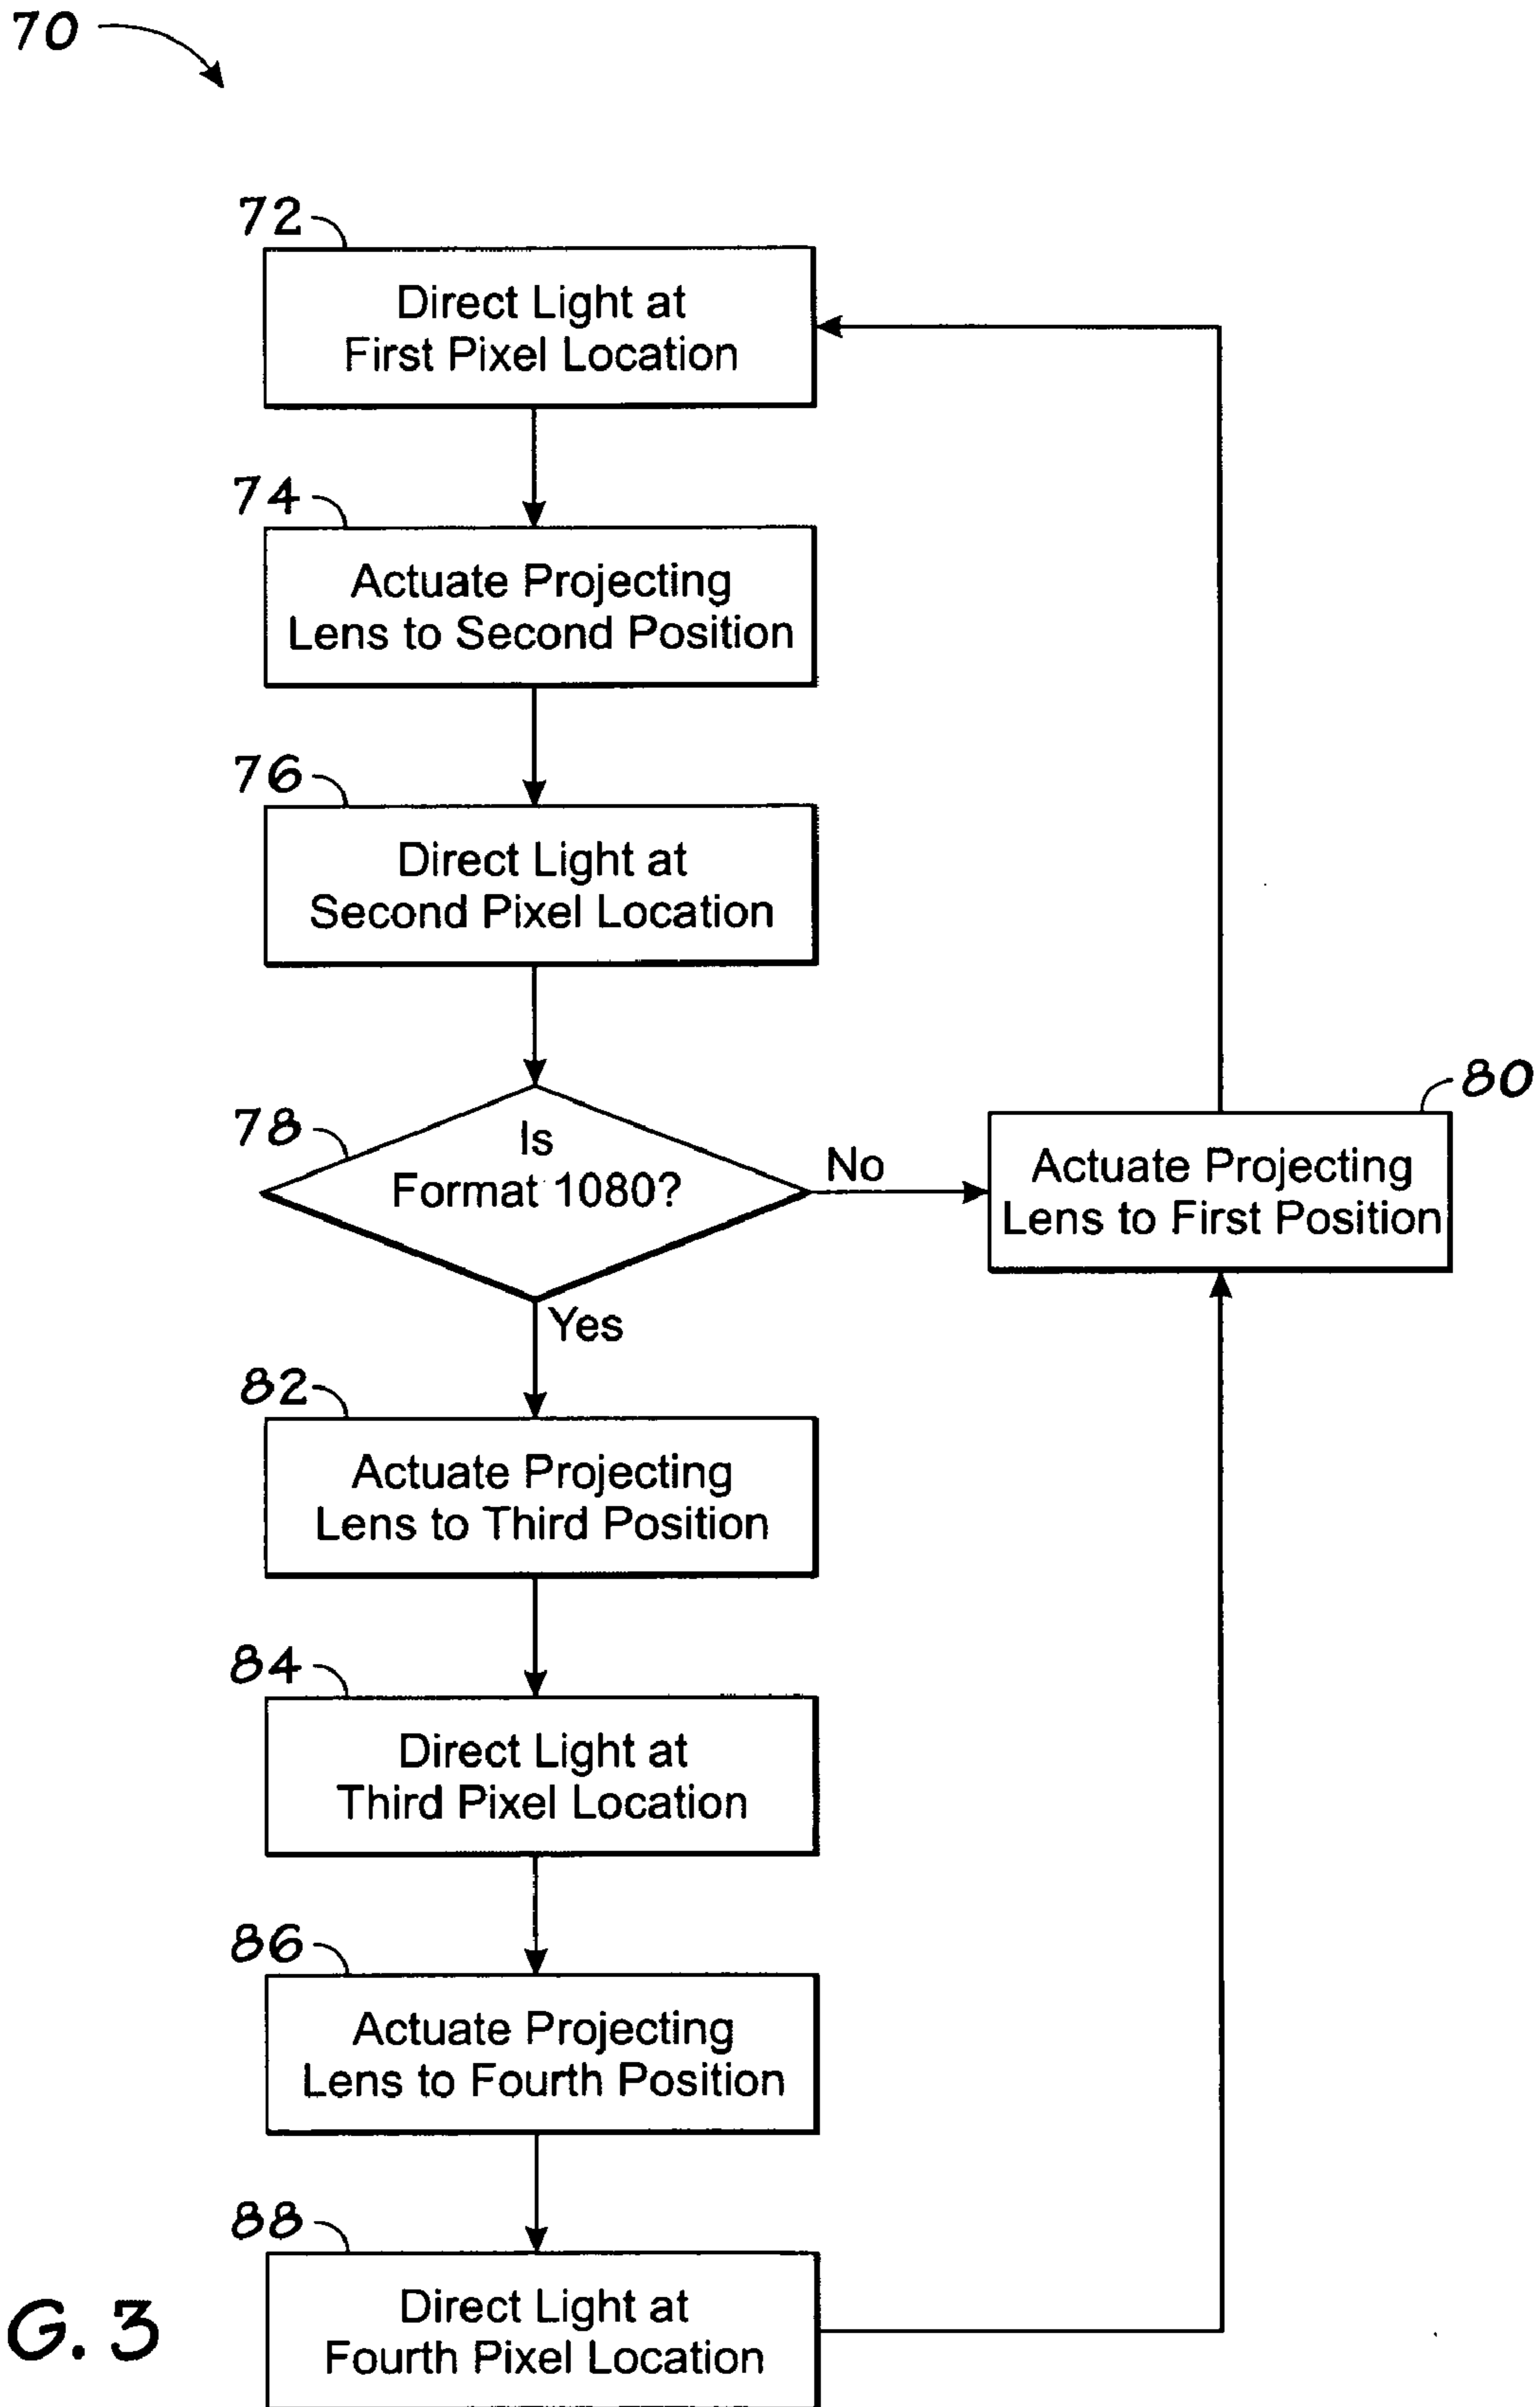 70
72
Direct Light at
First Pixel Location
74
Actuate Projecting
Lens to Second Position
76
Direct Light at
Second Pixel Location
78
Is
Format 1080?
No
80
Actuate Projecting
Lens to First Position
Yes
82
Actuate Projecting
Lens to Third Position
84
Direct Light at
Third Pixel Location
86
Actuate Projecting
Lens to Fourth Position
88
Direct Light at
Fourth Pixel Location
G. 3